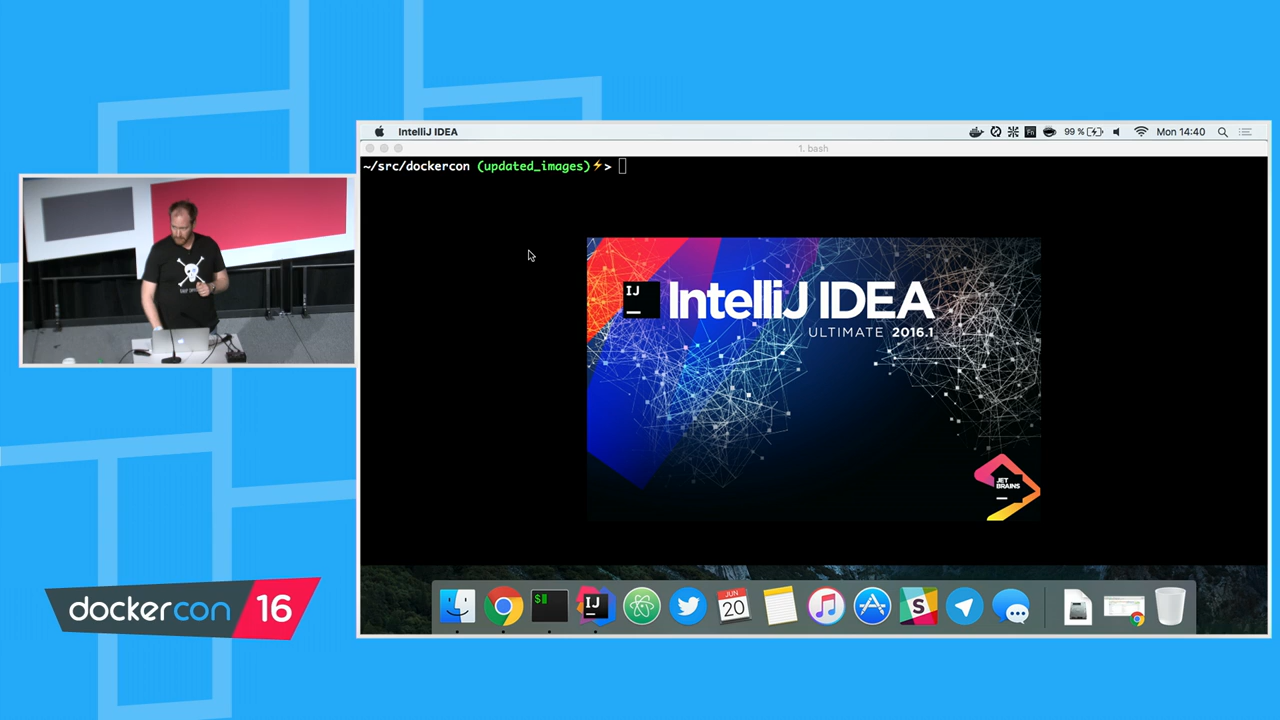 IntelliJ IDEA
99 %
Mon 14:40
1. bash
~/src/dockercon (updated_images)⚡>
IJ
IntelliJ IDEA
ULTIMATE 2016.1
JET
BRAINS
$
IJ
JUN
20
dockercon 16